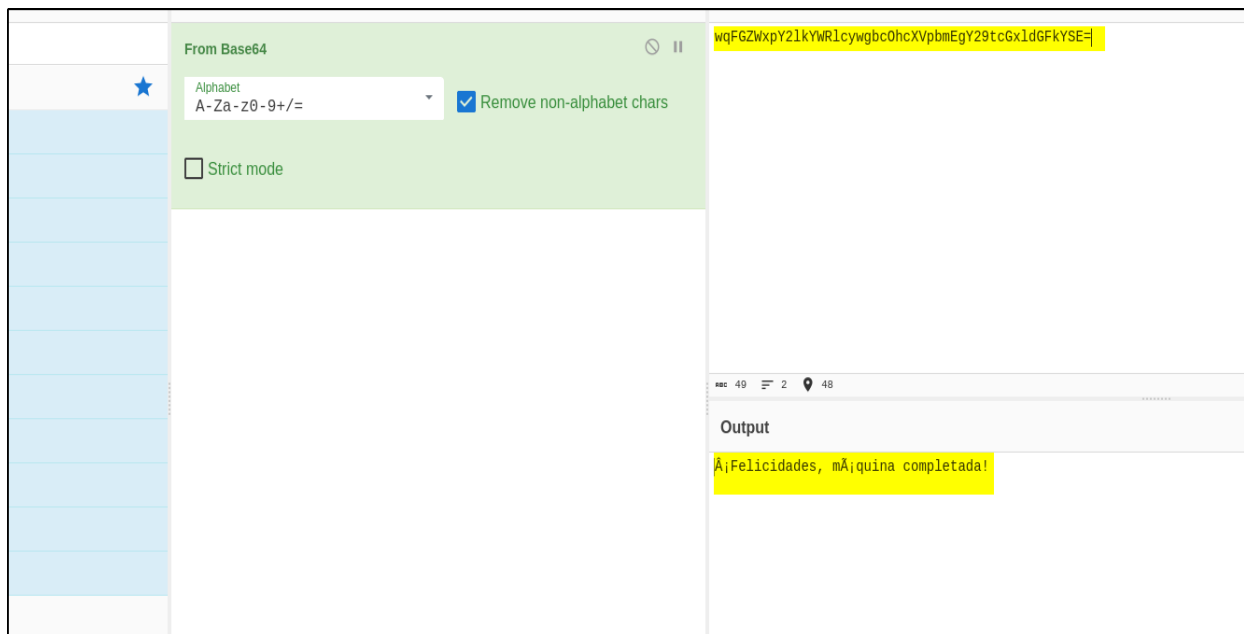 From Base64
Alphabet
A-Za-z0-9+/=
Remove non-alphabet chars
Strict mode
wqFGZWxpY2lkYWRlcywgbcOhcXVpbmEgY29tcGxldGFkYSE=
ABC 49 2 48
Output
Â¡Felicidades, mÃ¡quina completada!